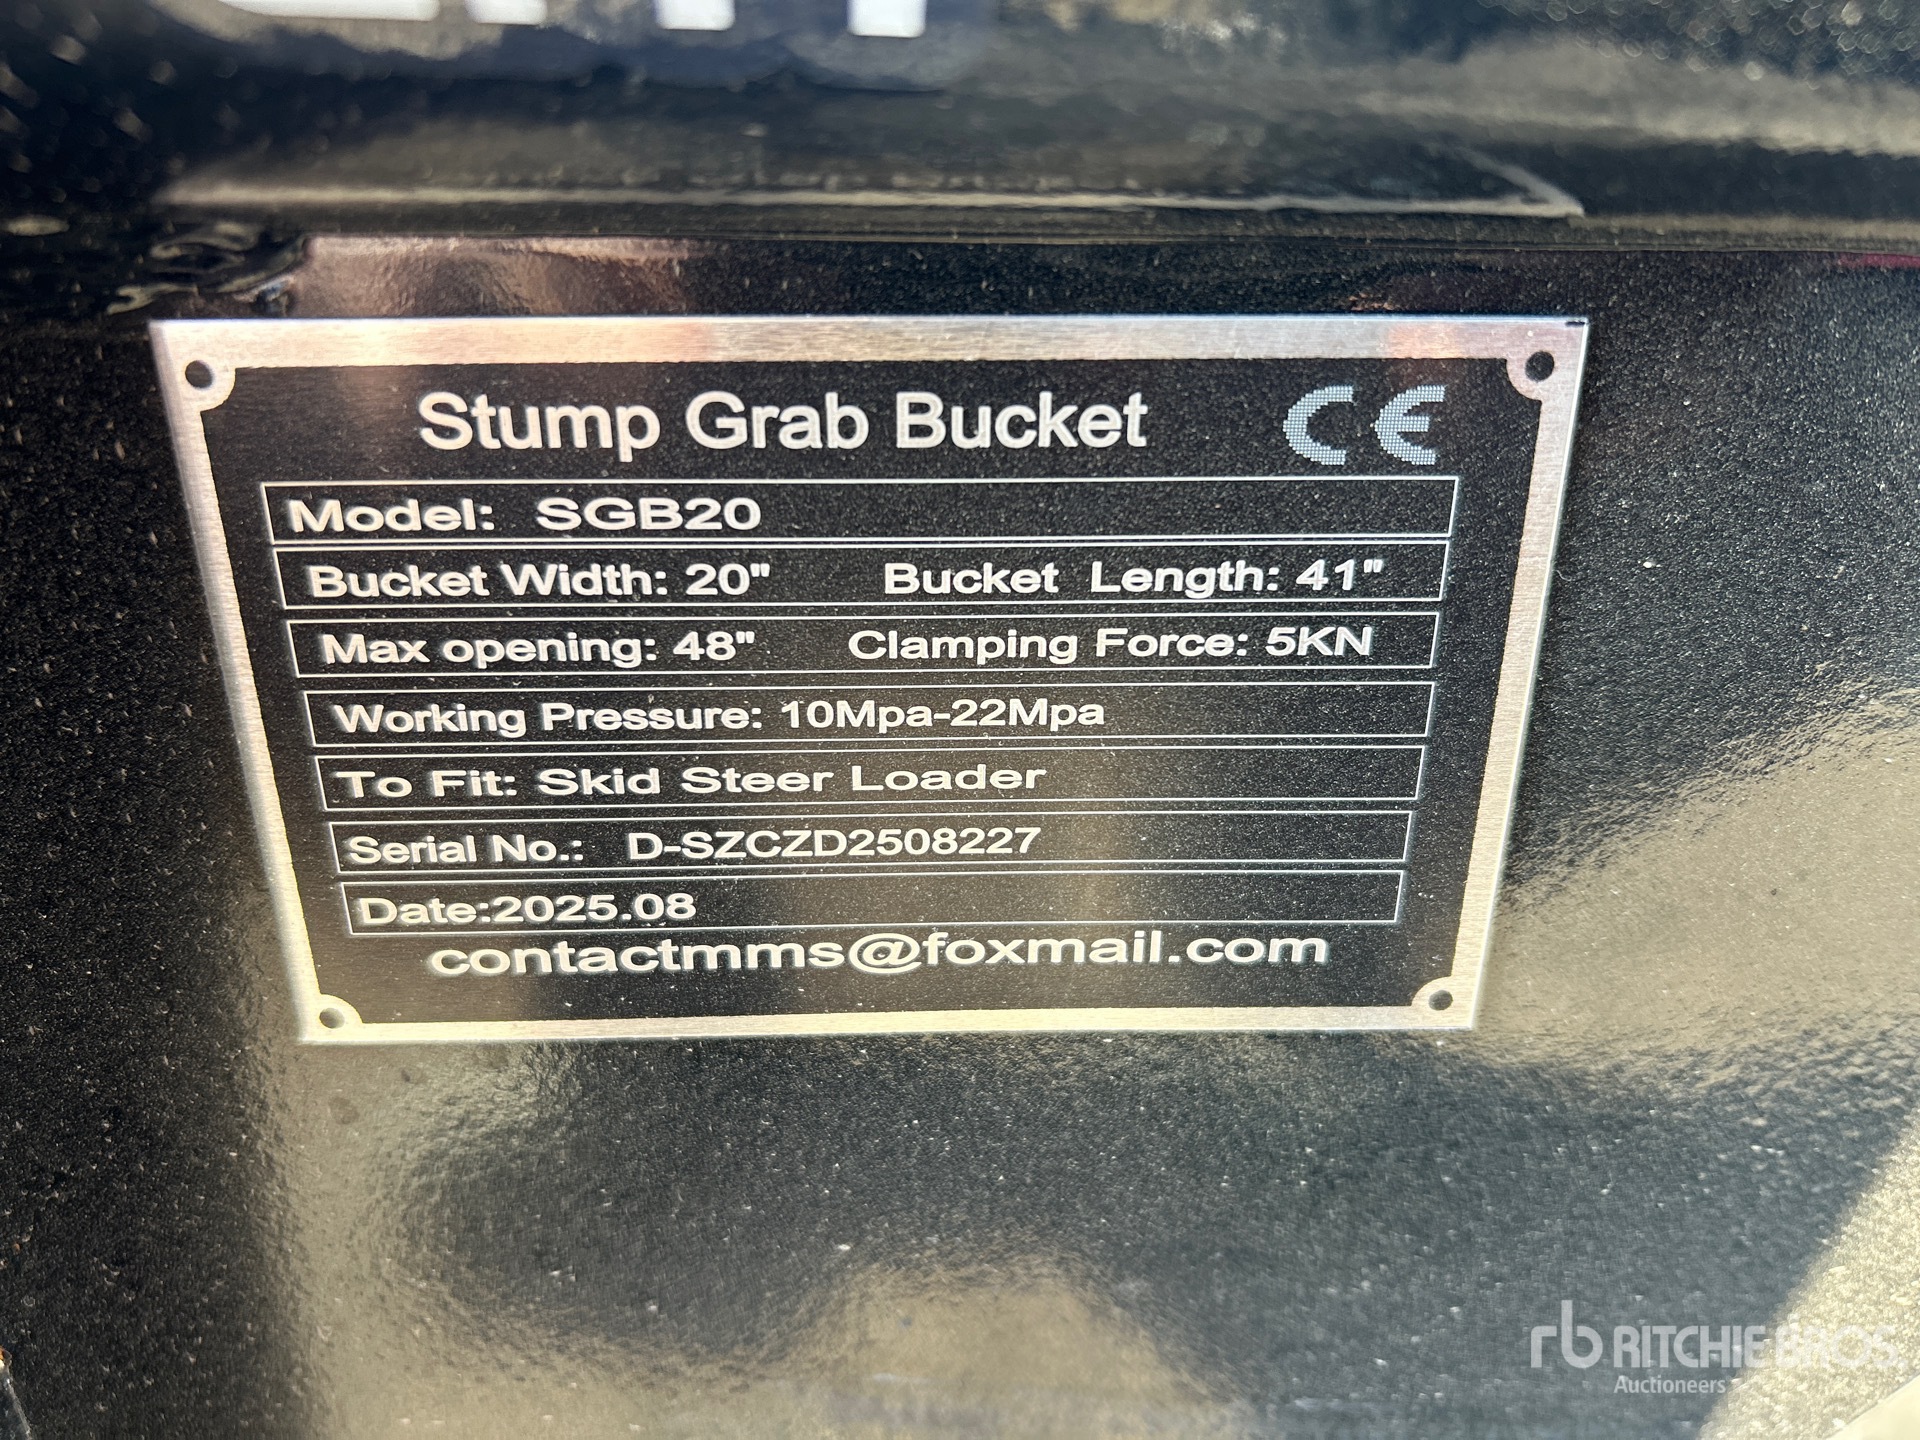 Stump Grab Bucket CE
Model: SGB20
Bucket Width: 20" Bucket Length: 41"
Max opening: 48" Clamping Force: 5KN
Working Pressure: 10Mpa-22Mpa
To Fit: Skid Steer Loader
Serial No.: D-SZCZD2508227
Date:2025.08
contactmms@foxmail.com
rb RITCHIE BROS.
Auctioneers